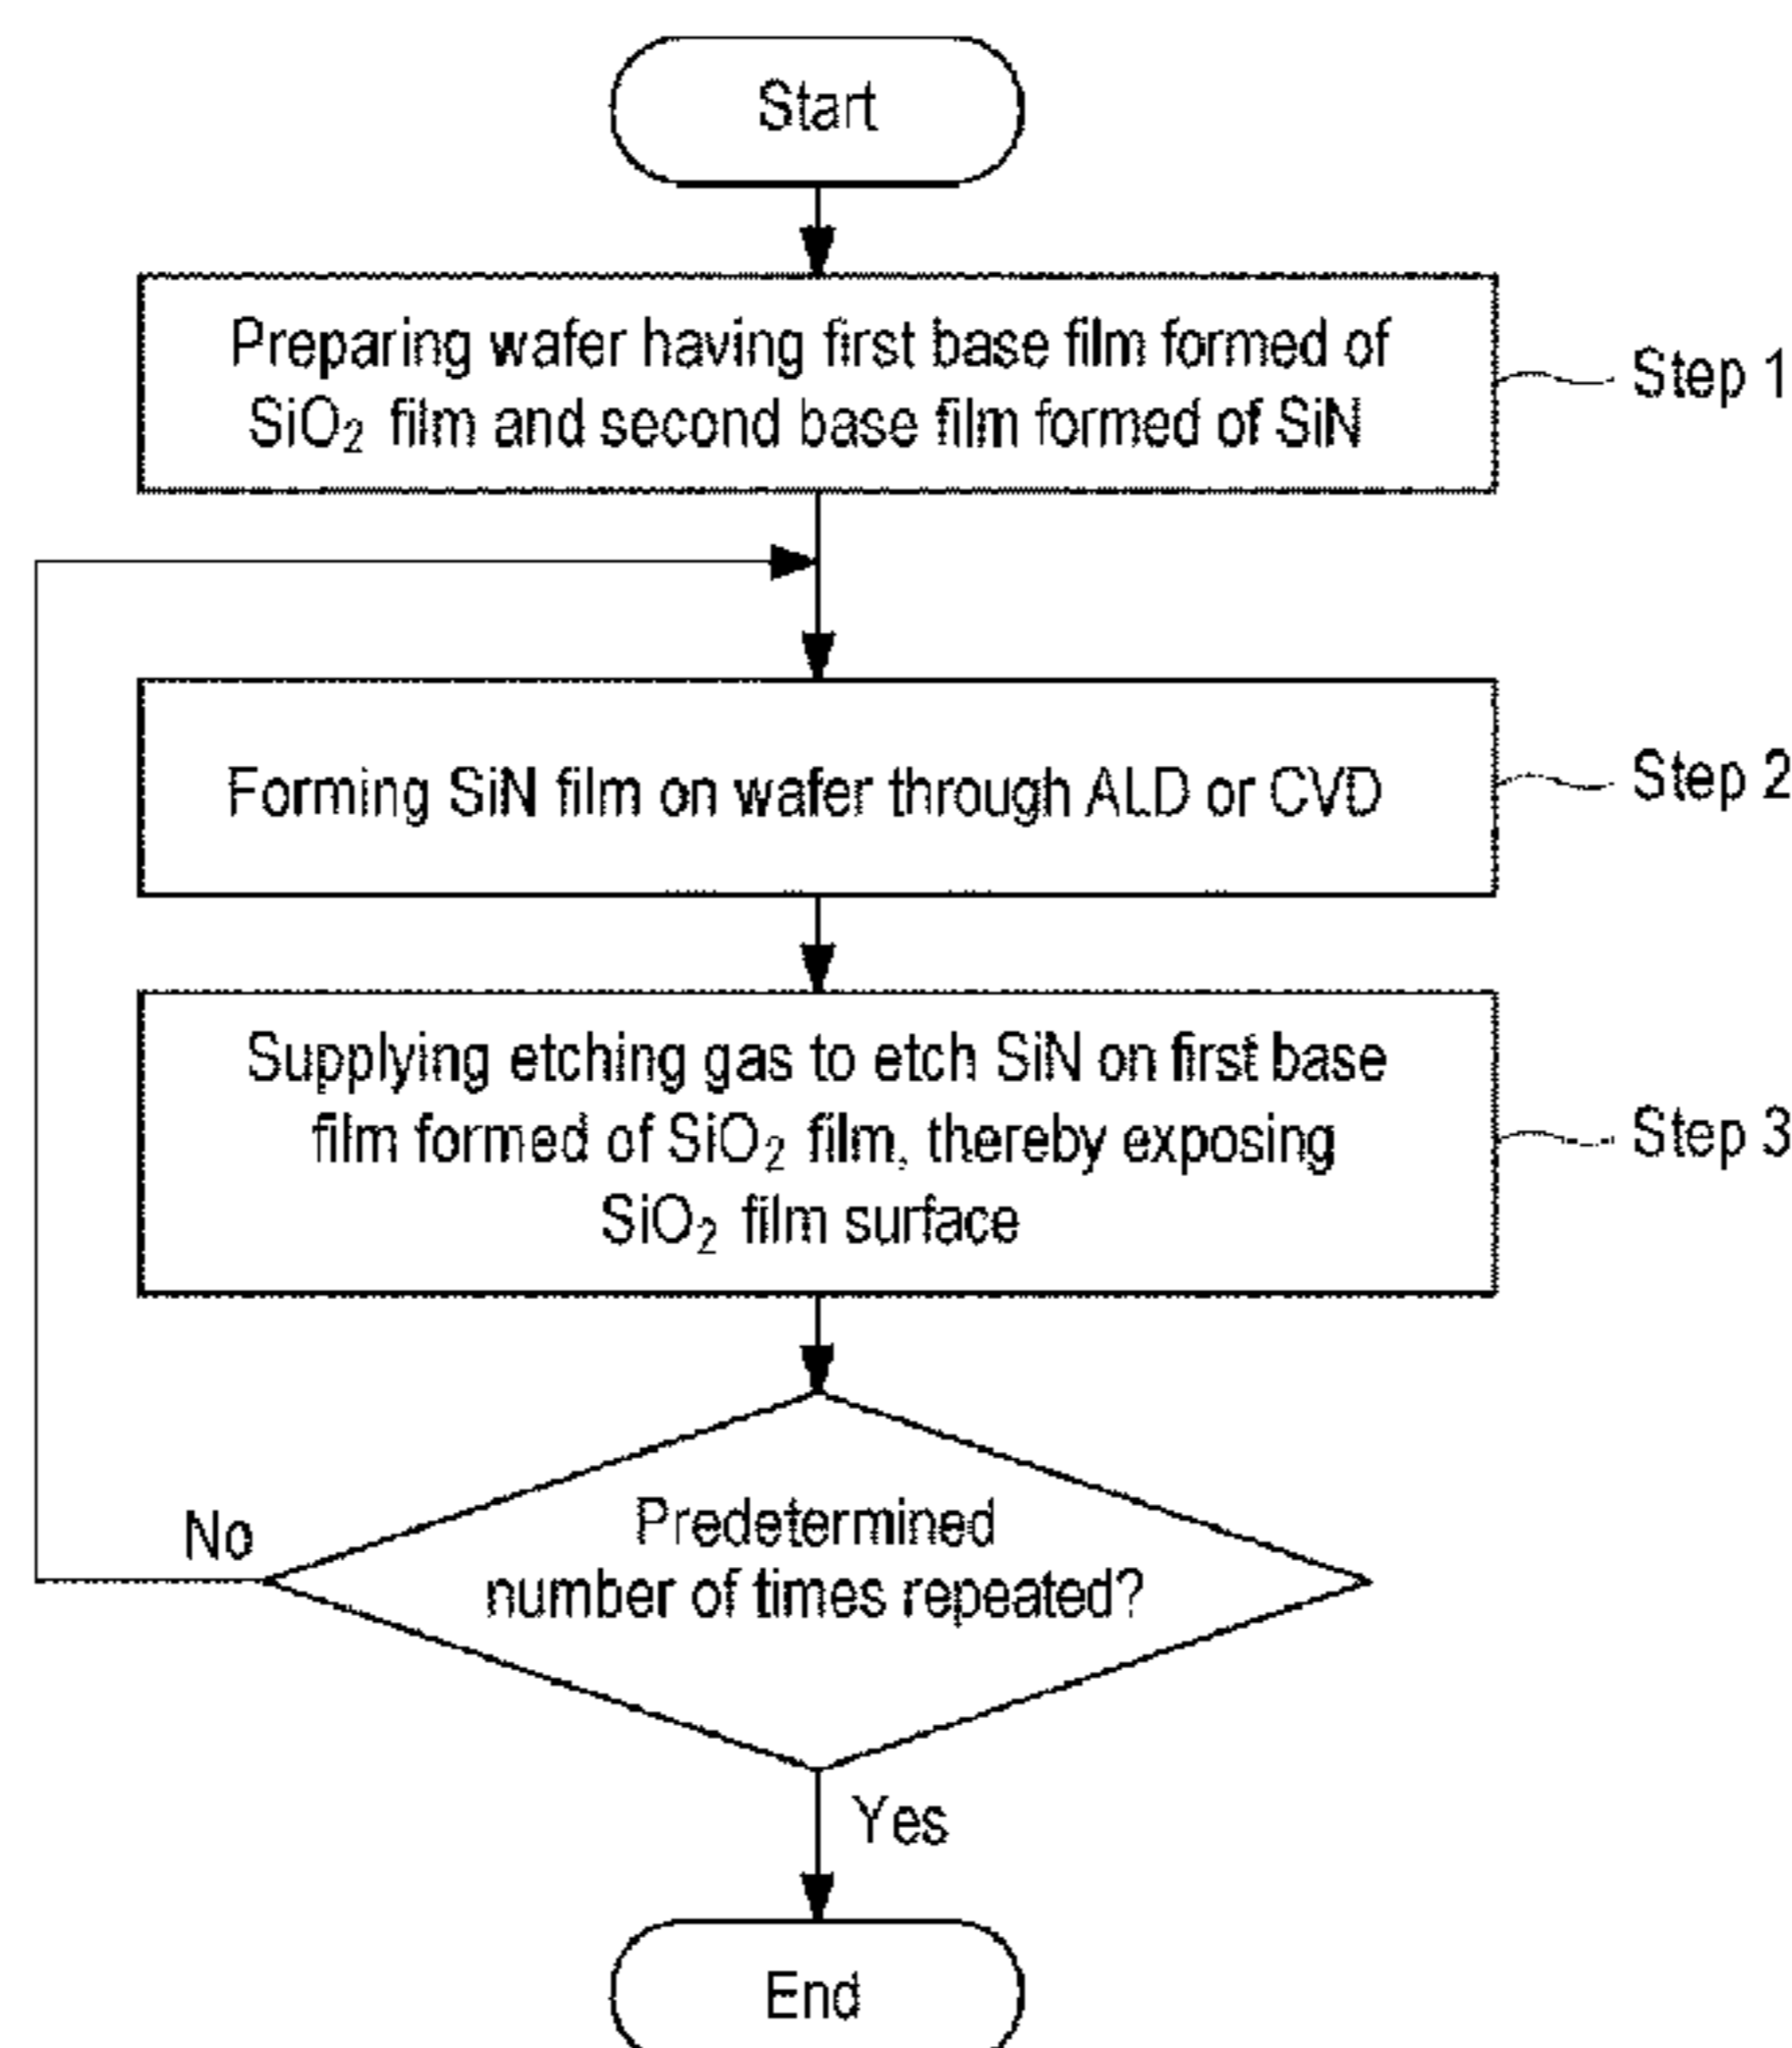 Start
Preparing wafer having first base film formed of
SiO₂ film and second base film formed of SiN
Step 1
Forming SiN film on wafer through ALD or CVD
Step 2
Supplying etching gas to etch SiN on first base
film formed of SiO₂ film, thereby exposing
SiO₂ film surface
Step 3
Predetermined
number of times repeated?
No
Yes
End